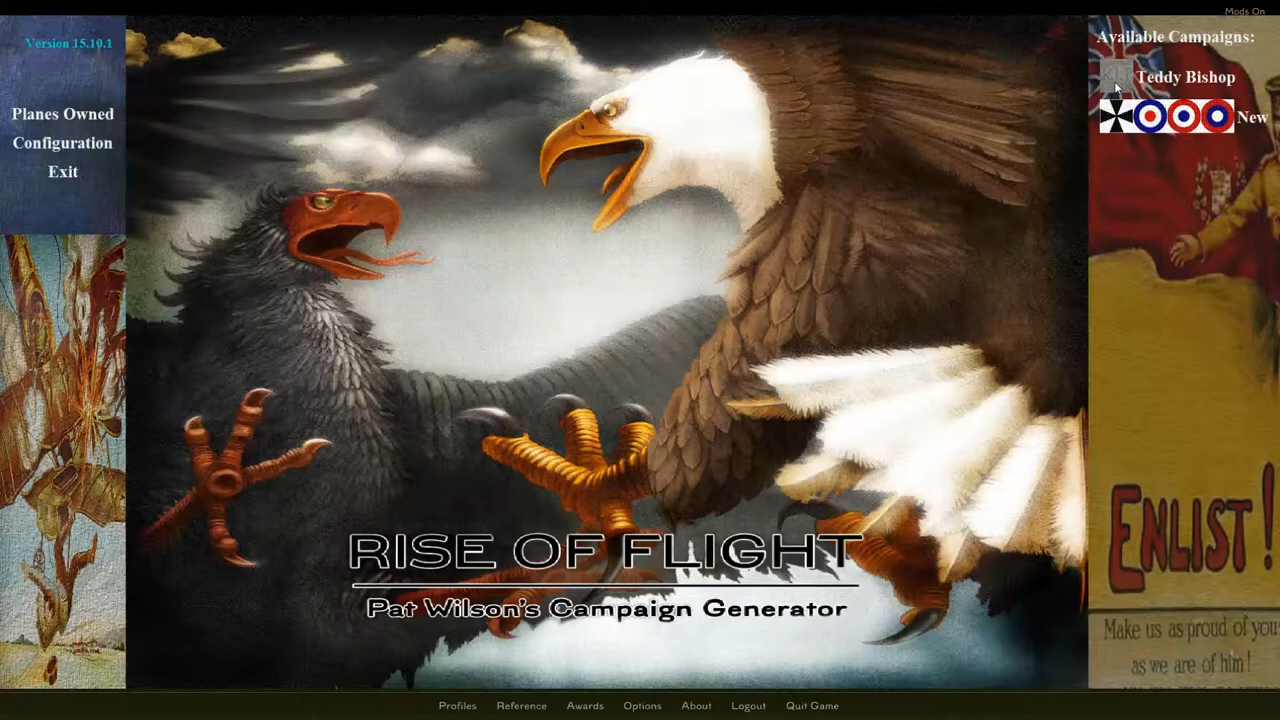 Mods On
Version 15.10.1
Planes Owned
Configuration
Exit
Available Campaigns:
Teddy Bishop
New
RISE OF FLIGHT
Pat Wilson's Campaign Generator
ENLIST!
Make us as proud of you
as we are of him!
Profiles
Reference
Awards
Options
About
Logout
Quit Game